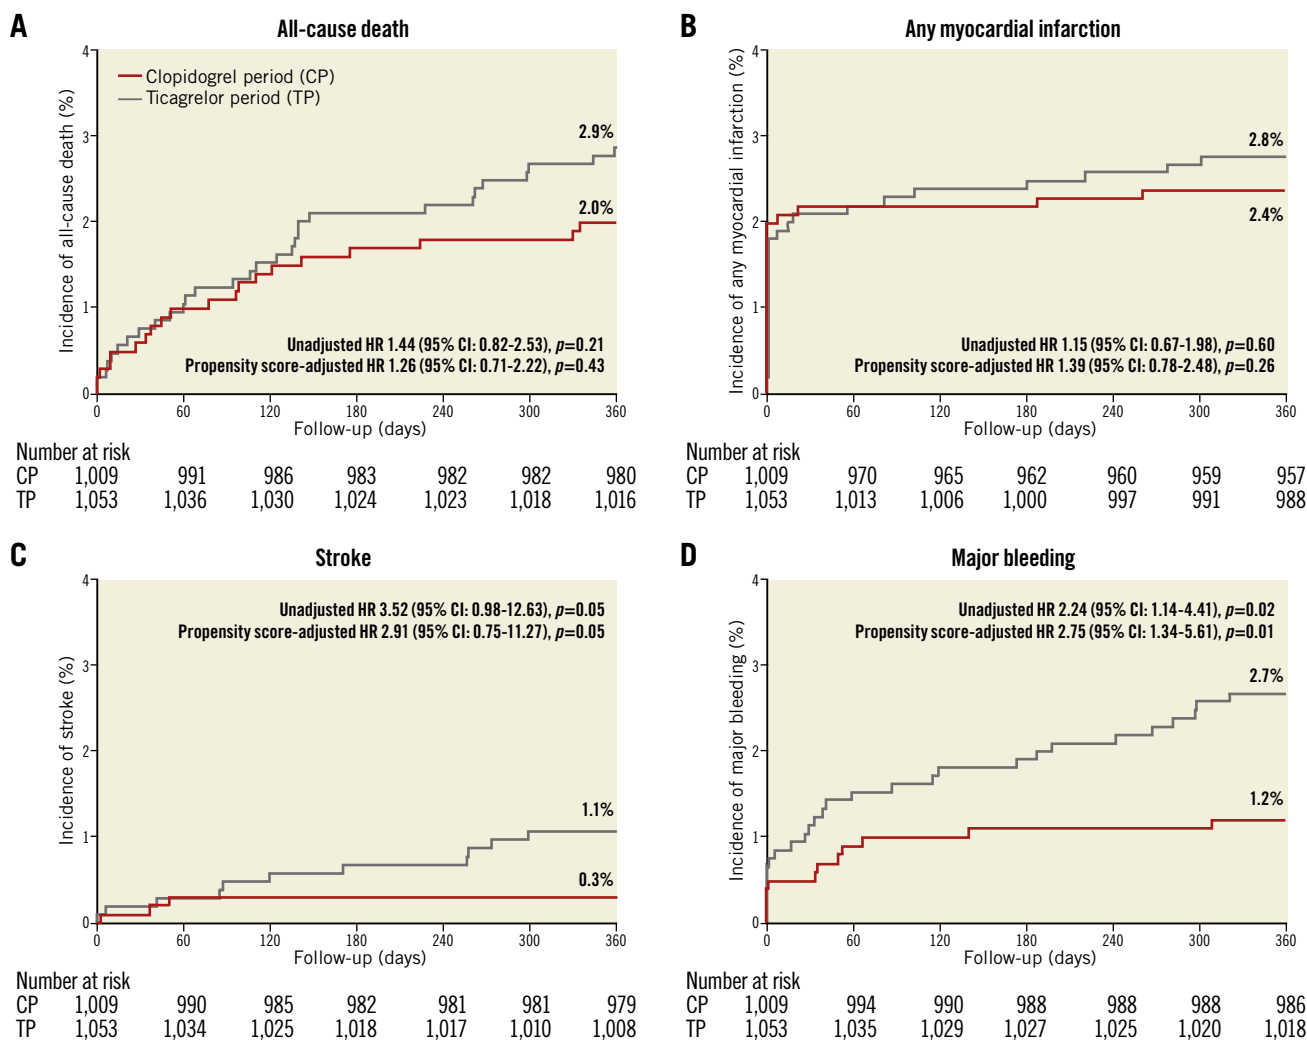 A
All-cause death
Incidence of all-cause death (%)
4
3
2
1
0
Clopidogrel period (CP)
Ticagrelor period (TP)
2.9%
2.0%
Unadjusted HR 1.44 (95% CI: 0.82-2.53), p=0.21
Propensity score-adjusted HR 1.26 (95% CI: 0.71-2.22), p=0.43
0 60 120 180 240 300 360
Follow-up (days)
Number at risk
CP 1,009 991 986 983 982 982 980
TP 1,053 1,036 1,030 1,024 1,023 1,018 1,016
B
Any myocardial infarction
Incidence of any myocardial infarction (%)
4
3
2
1
0
2.8%
2.4%
Unadjusted HR 1.15 (95% CI: 0.67-1.98), p=0.60
Propensity score-adjusted HR 1.39 (95% CI: 0.78-2.48), p=0.26
0 60 120 180 240 300 360
Follow-up (days)
Number at risk
CP 1,009 970 965 962 960 959 957
TP 1,053 1,013 1,006 1,000 997 991 988
C
Stroke
Incidence of stroke (%)
4
3
2
1
0
Unadjusted HR 3.52 (95% CI: 0.98-12.63), p=0.05
Propensity score-adjusted HR 2.91 (95% CI: 0.75-11.27), p=0.05
1.1%
0.3%
0 60 120 180 240 300 360
Follow-up (days)
Number at risk
CP 1,009 990 985 982 981 981 979
TP 1,053 1,034 1,025 1,018 1,017 1,010 1,008
D
Major bleeding
Incidence of major bleeding (%)
4
3
2
1
0
Unadjusted HR 2.24 (95% CI: 1.14-4.41), p=0.02
Propensity score-adjusted HR 2.75 (95% CI: 1.34-5.61), p=0.01
2.7%
1.2%
0 60 120 180 240 300 360
Follow-up (days)
Number at risk
CP 1,009 994 990 988 988 988 986
TP 1,053 1,035 1,029 1,027 1,025 1,020 1,018